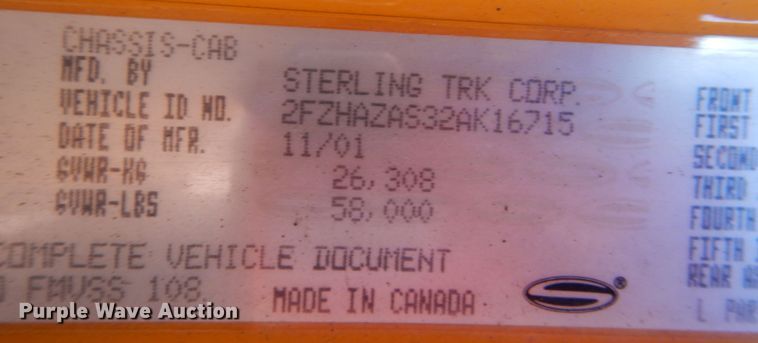 CHASSIS-CAB
MFD. BY STERLING TRK CORP. FRONT
VEHICLE ID NO. 2FZHAZAS32AK16715 FIRST
DATE OF MFR. 11/01 SECOND
GVWR-KG 26,308 THIRD
GVWR-LBS 58,000 FOURTH
COMPLETE VEHICLE DOCUMENT FIFTH
FMVSS 108 MADE IN CANADA ® REAR
L
Purple Wave Auction